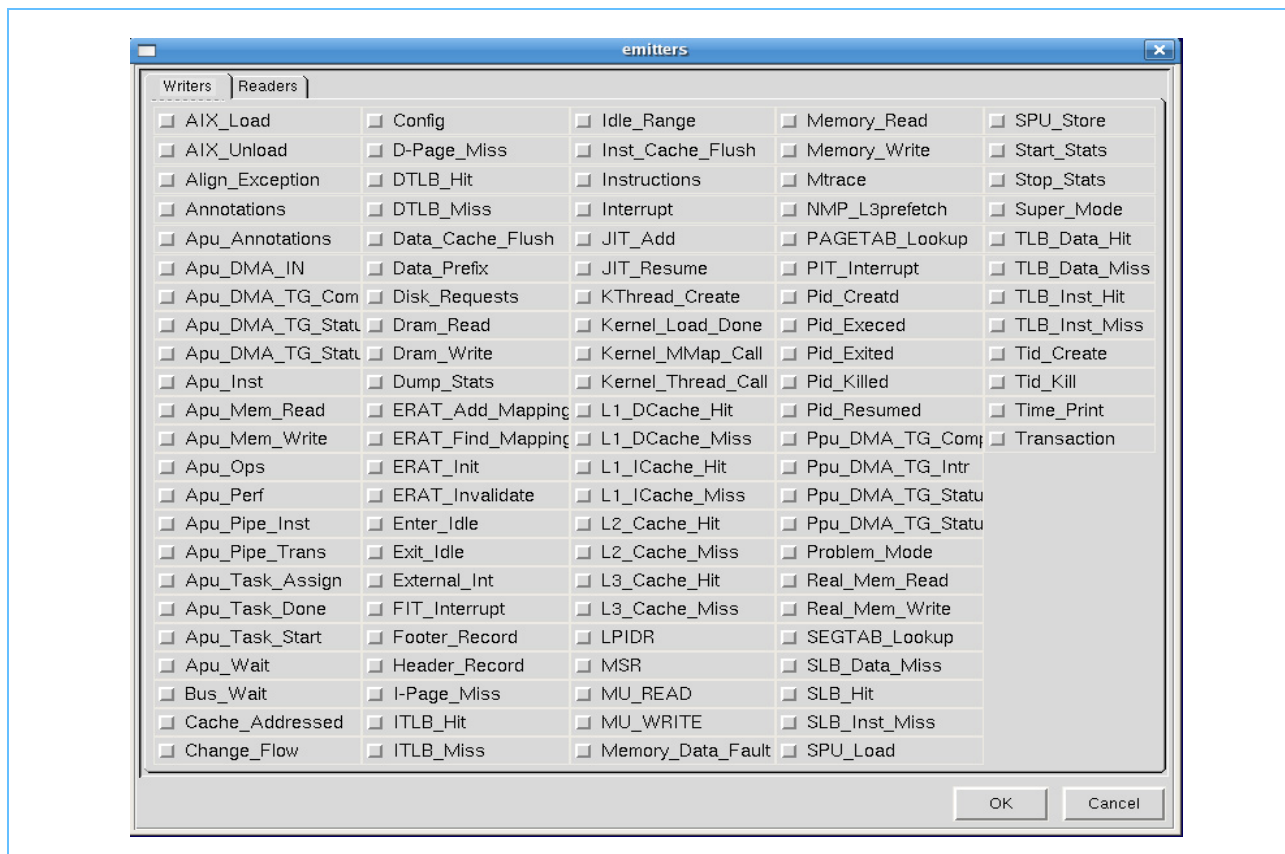 emitters
Writers Readers
AIX_Load Config Idle_Range Memory_Read SPU_Store
AIX_Unload D-Page_Miss Inst_Cache_Flush Memory_Write Start_Stats
Align_Exception DTLB_Hit Instructions Mtrace Stop_Stats
Annotations DTLB_Miss Interrupt NMP_L3prefetch Super_Mode
Apu_Annotations Data_Cache_Flush JIT_Add PAGETAB_Lookup TLB_Data_Hit
Apu_DMA_IN Data_Prefix JIT_Resume PIT_Interrupt TLB_Data_Miss
Apu_DMA_TG_Com Disk_Requests KThread_Create Pid_Creatd TLB_Inst_Hit
Apu_DMA_TG_Statu Dram_Read Kernel_Load_Done Pid_Execed TLB_Inst_Miss
Apu_DMA_TG_Statu Dram_Write Kernel_MMap_Call Pid_Exited Tid_Create
Apu_Inst Dump_Stats Kernel_Thread_Call Pid_Killed Tid_Kill
Apu_Mem_Read ERAT_Add_Mapping L1_DCache_Hit Pid_Resumed Time_Print
Apu_Mem_Write ERAT_Find_Mapping L1_DCache_Miss Ppu_DMA_TG_Comp Transaction
Apu_Ops ERAT_Init L1_ICache_Hit Ppu_DMA_TG_Intr
Apu_Perf ERAT_Invalidate L1_ICache_Miss Ppu_DMA_TG_Statu
Apu_Pipe_Inst Enter_Idle L2_Cache_Hit Ppu_DMA_TG_Statu
Apu_Pipe_Trans Exit_Idle L2_Cache_Miss Problem_Mode
Apu_Task_Assign External_Int L3_Cache_Hit Real_Mem_Read
Apu_Task_Done FIT_Interrupt L3_Cache_Miss Real_Mem_Write
Apu_Task_Start Footer_Record LPIDR SEGTAB_Lookup
Apu_Wait Header_Record MSR SLB_Data_Miss
Bus_Wait I-Page_Miss MU_READ SLB_Hit
Cache_Addressed ITLB_Hit MU_WRITE SLB_Inst_Miss
Change_Flow ITLB_Miss Memory_Data_Fault SPU_Load
OK Cancel